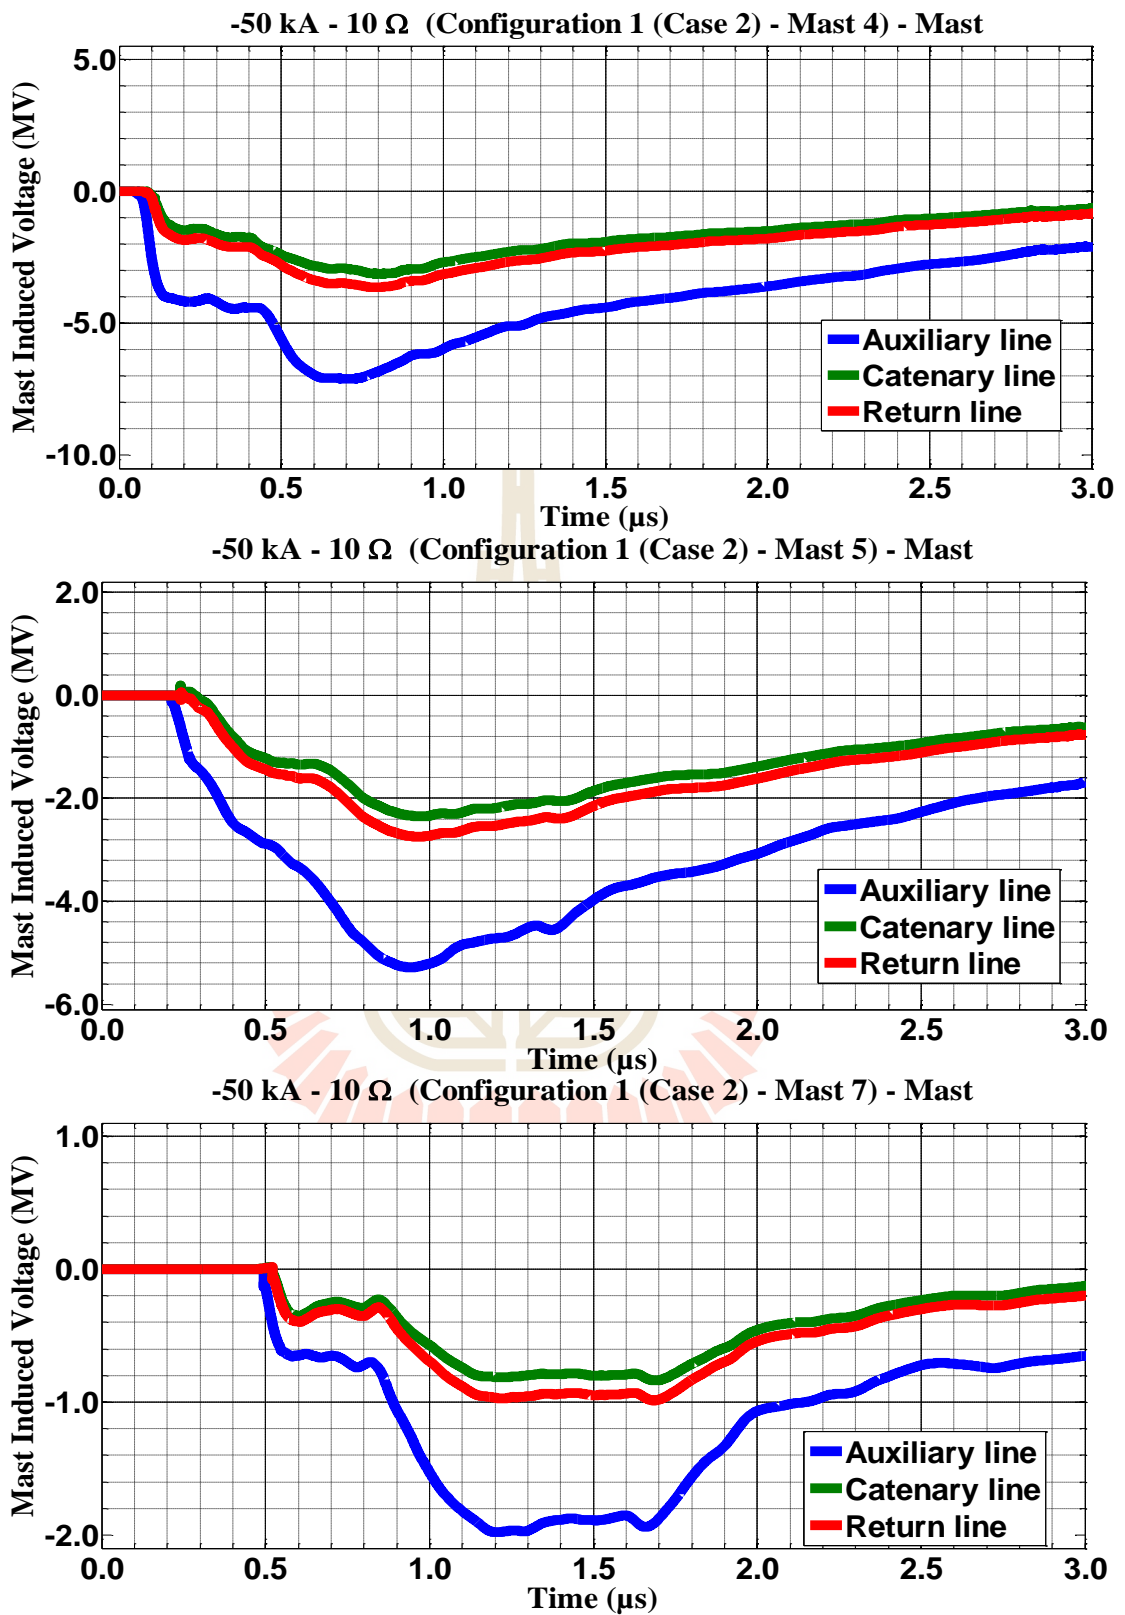 -50 kA - 10 Ω (Configuration 1 (Case 2) - Mast 4) - Mast
Mast Induced Voltage (MV)
5.0
0.0
-5.0
-10.0
Auxiliary line
Catenary line
Return line
0.0 0.5 1.0 1.5 2.0 2.5 3.0
Time (µs)
-50 kA - 10 Ω (Configuration 1 (Case 2) - Mast 5) - Mast
Mast Induced Voltage (MV)
2.0
0.0
-2.0
-4.0
-6.0
Auxiliary line
Catenary line
Return line
0.0 0.5 1.0 1.5 2.0 2.5 3.0
Time (µs)
-50 kA - 10 Ω (Configuration 1 (Case 2) - Mast 7) - Mast
Mast Induced Voltage (MV)
1.0
0.0
-1.0
-2.0
Auxiliary line
Catenary line
Return line
0.0 0.5 1.0 1.5 2.0 2.5 3.0
Time (µs)